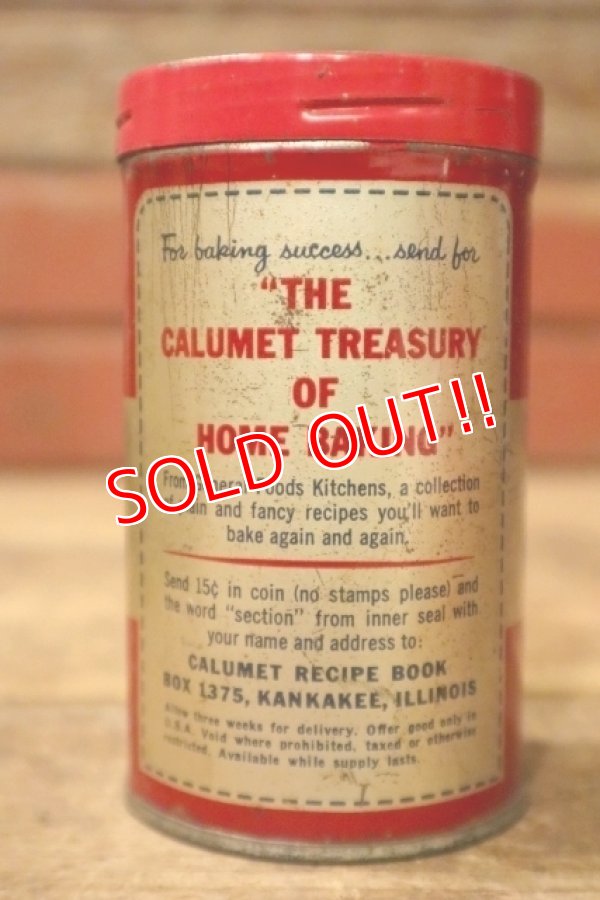 For baking success...send for
"THE
CALUMET TREASURY
OF
HOME BAKING"
SOLD OUT!!
From General Foods Kitchens, a collection
of plain and fancy recipes you'll want to
bake again and again.
Send 15¢ in coin (no stamps please) and
the word "section" from inner seal with
your name and address to:
CALUMET RECIPE BOOK
BOX 1375, KANKAKEE, ILLINOIS
Allow three weeks for delivery. Offer good only in
U.S.A. Void where prohibited, taxed or otherwise
restricted. Available while supply lasts.